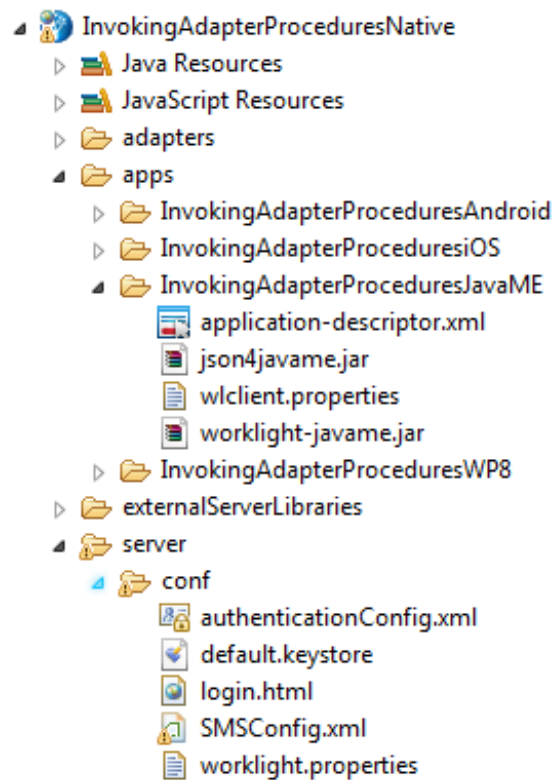 InvokingAdapterProceduresNative
Java Resources
JavaScript Resources
adapters
apps
InvokingAdapterProceduresAndroid
InvokingAdapterProceduresiOS
InvokingAdapterProceduresJavaME
application-descriptor.xml
json4javame.jar
wlclient.properties
worklight-javame.jar
InvokingAdapterProceduresWP8
externalServerLibraries
server
conf
authenticationConfig.xml
default.keystore
login.html
SMSConfig.xml
worklight.properties